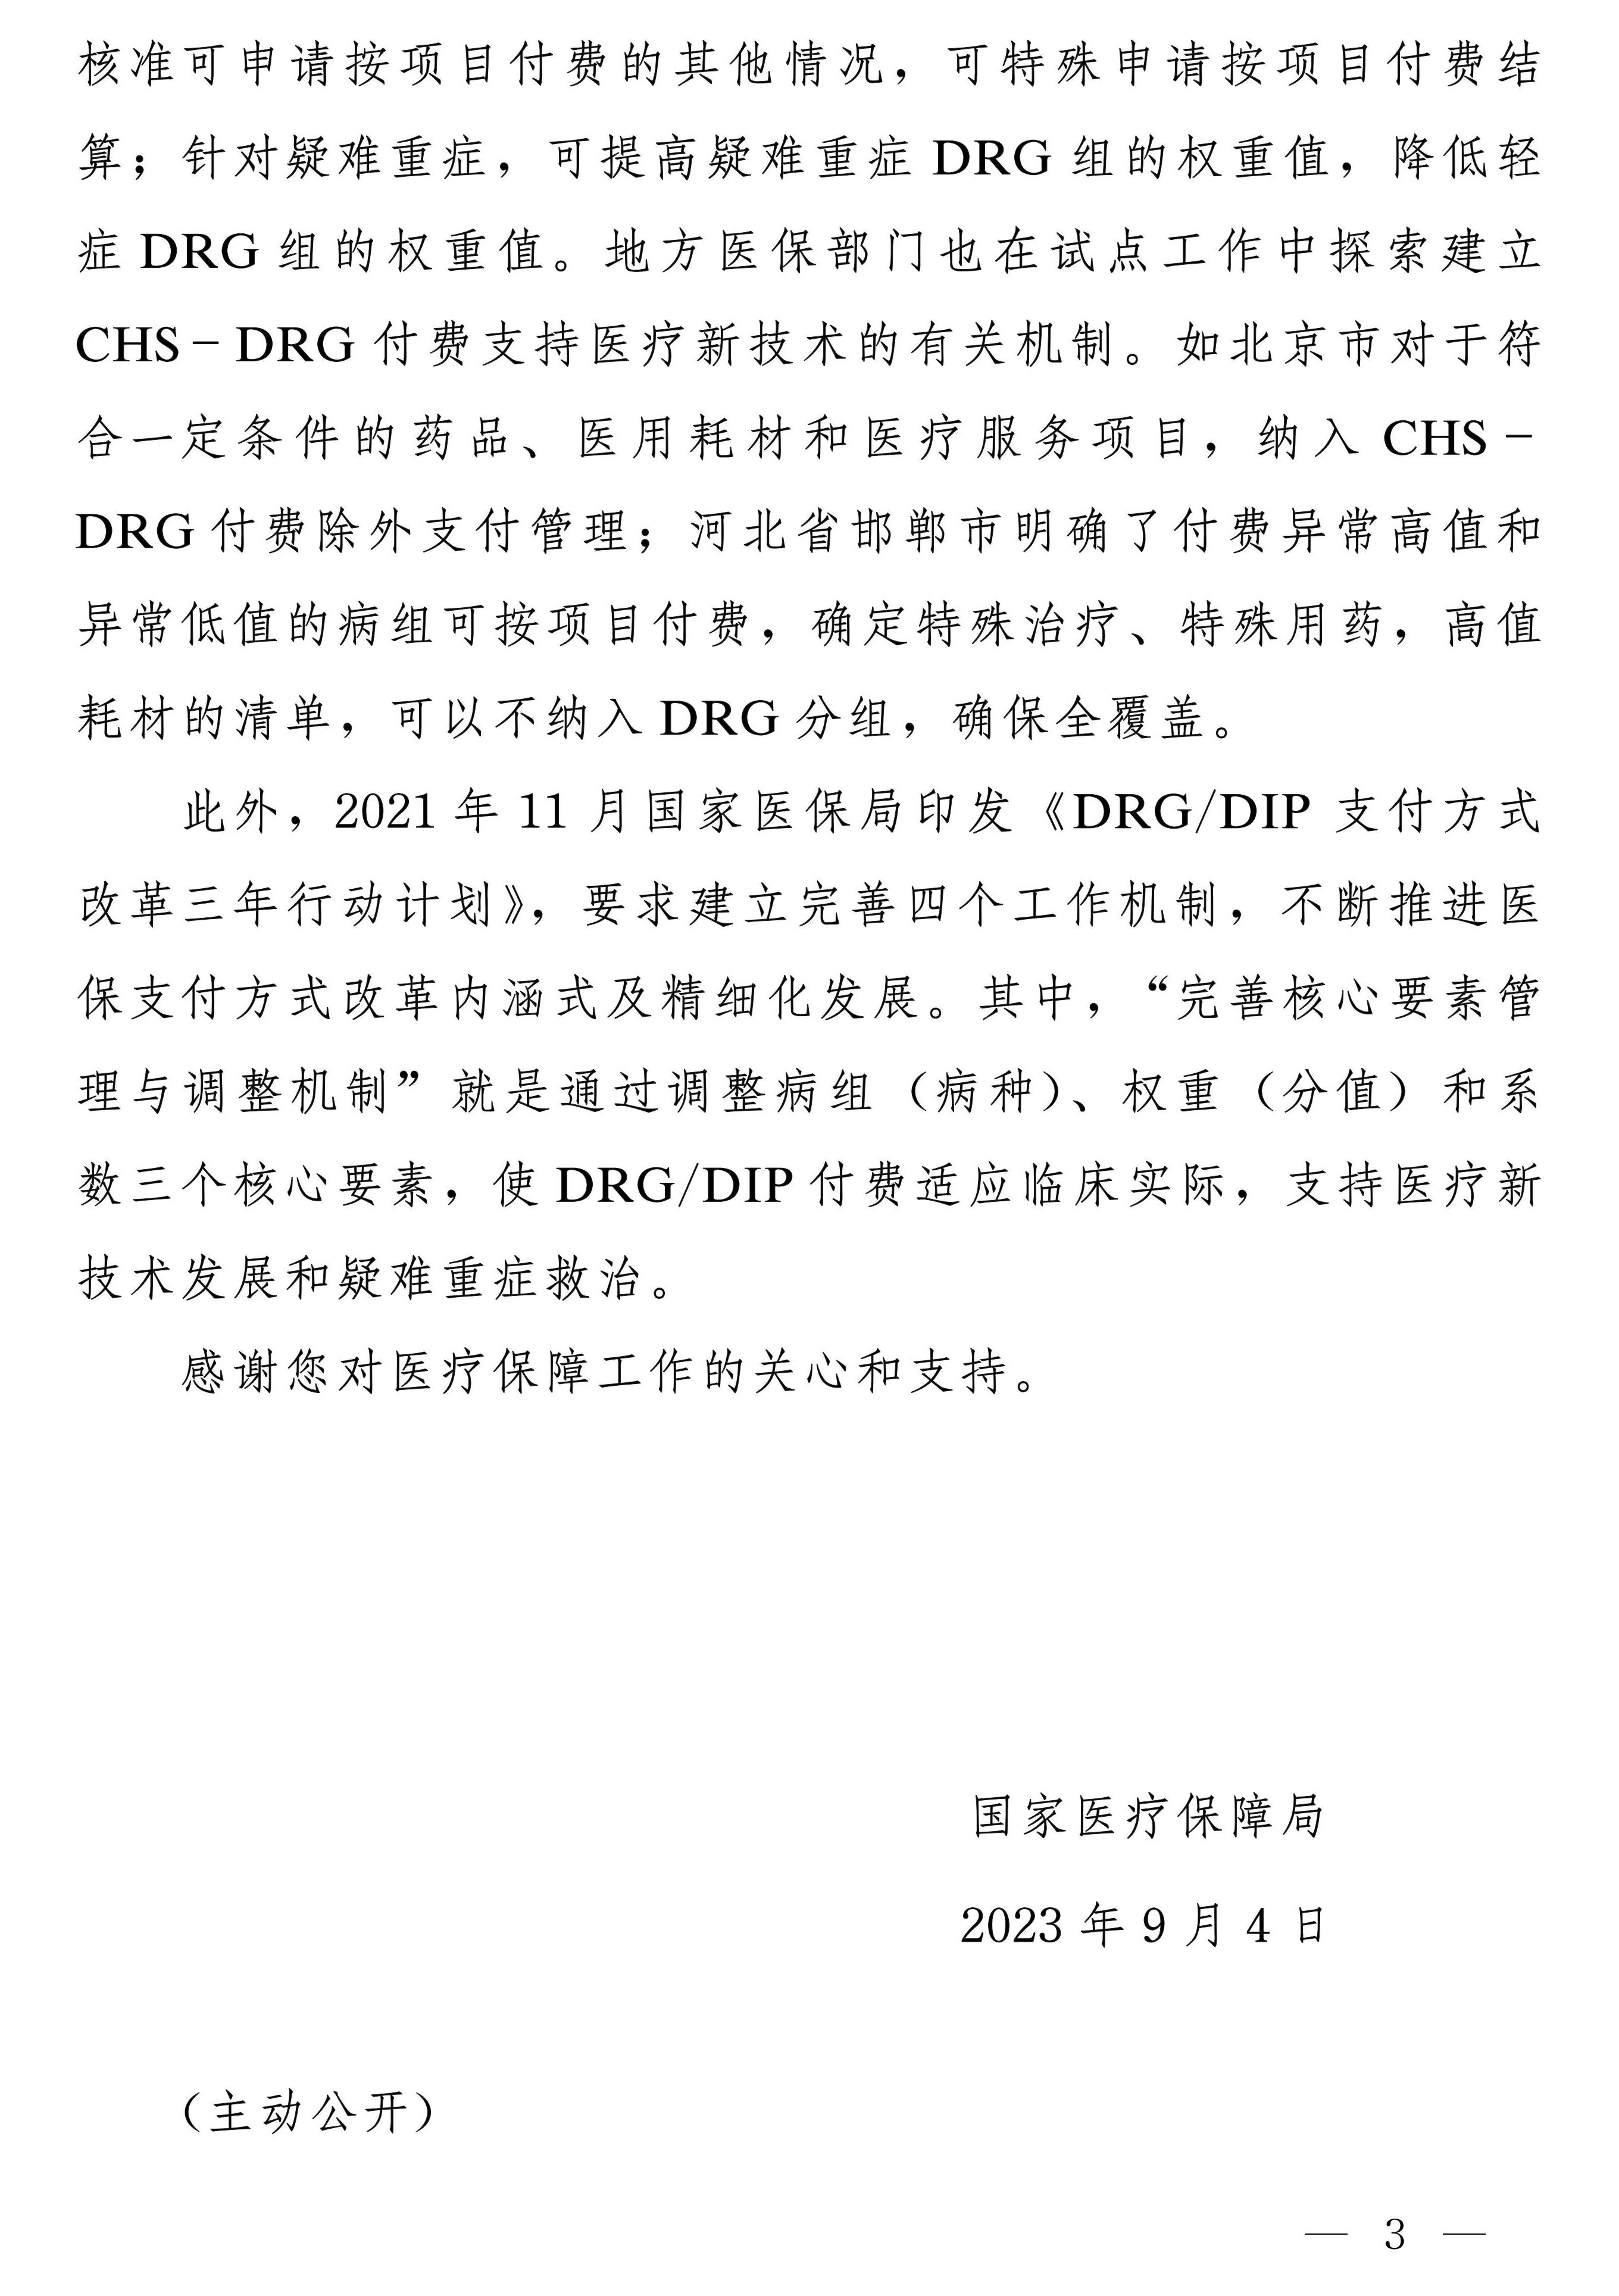 核准可申请按项目付费的其他情况，可特殊申请按项目付费结
算；针对疑难重症，可提高疑难重症 DRG 组的权重值，降低轻
症 DRG 组的权重值。地方医保部门也在试点工作中探索建立
CHS－DRG 付费支持医疗新技术的有关机制。如北京市对于符
合一定条件的药品、医用耗材和医疗服务项目，纳入 CHS－
DRG 付费除外支付管理；河北省邯郸市明确了付费异常高值和
异常低值的病组可按项目付费，确定特殊治疗、特殊用药，高值
耗材的清单，可以不纳入 DRG 分组，确保全覆盖。
此外，2021 年 11 月国家医保局印发《DRG/DIP 支付方式
改革三年行动计划》，要求建立完善四个工作机制，不断推进医
保支付方式改革内涵式及精细化发展。其中，“完善核心要素管
理与调整机制”就是通过调整病组（病种）、权重（分值）和系
数三个核心要素，使 DRG/DIP 付费适应临床实际，支持医疗新
技术发展和疑难重症救治。
感谢您对医疗保障工作的关心和支持。
国家医疗保障局
2023 年 9 月 4 日
（主动公开）
— 3 —